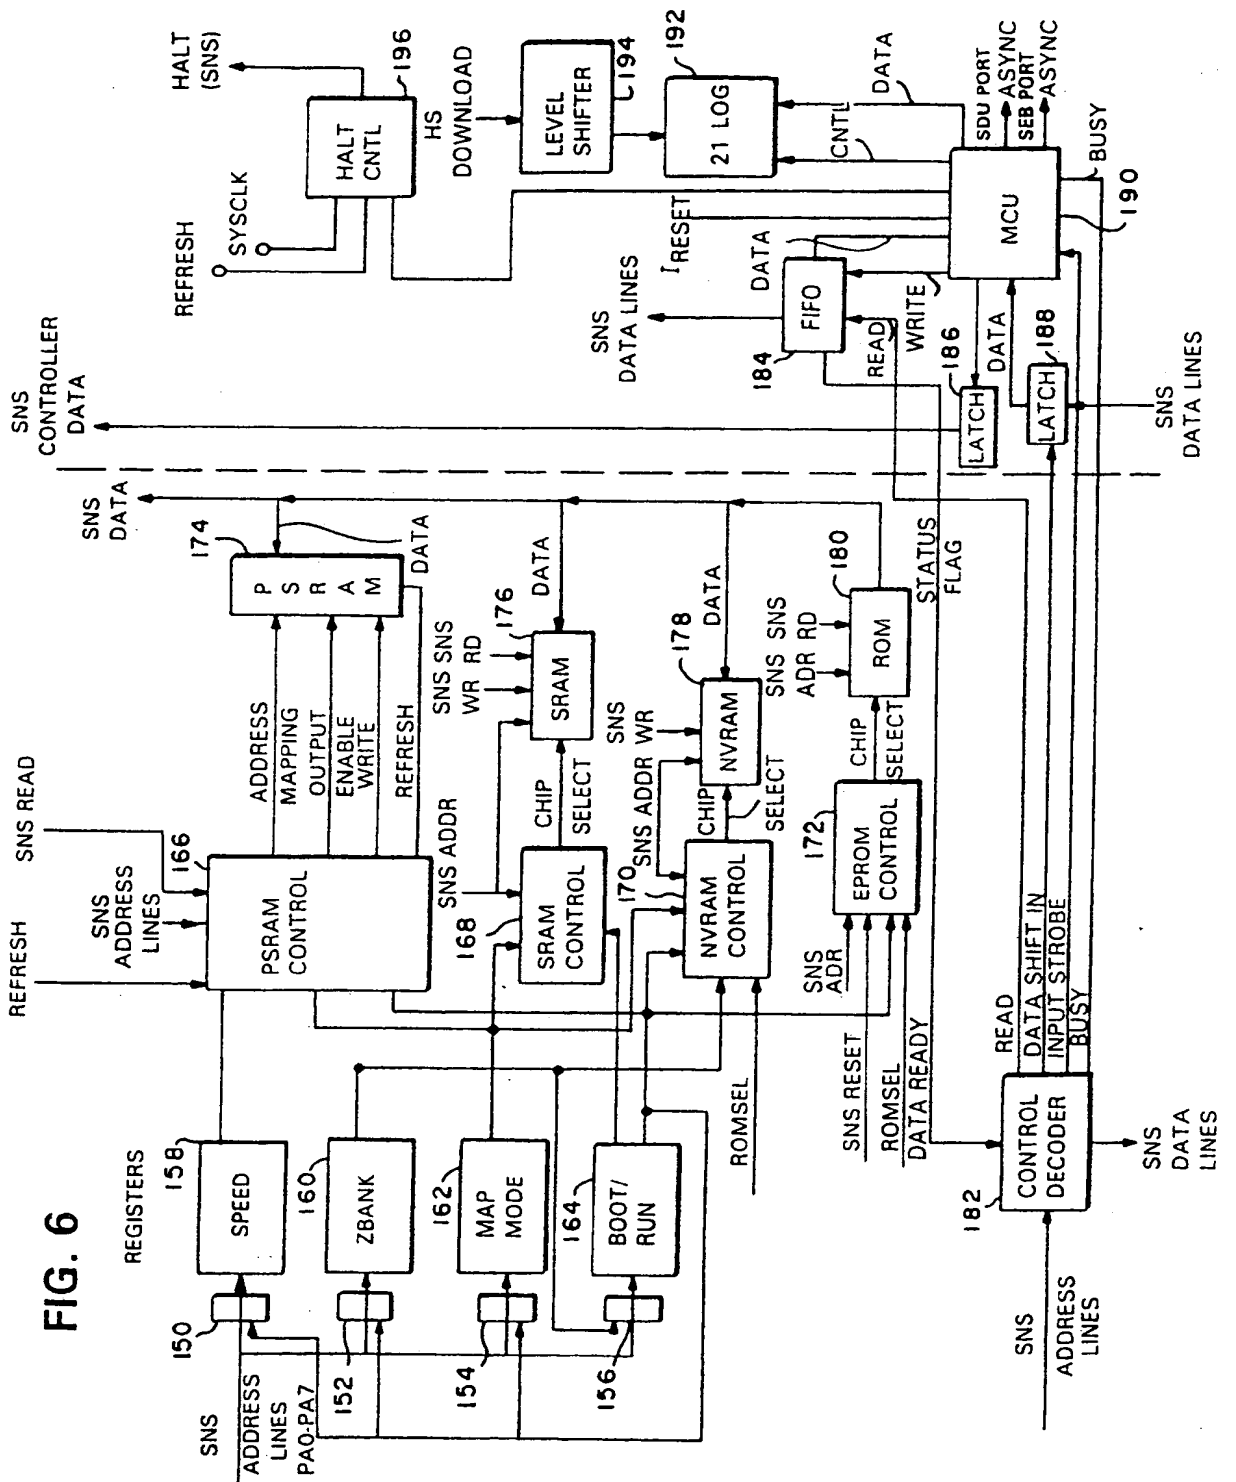 FIG. 6
REGISTERS
SNS
ADDRESS
LINES
PA0-PA7
150
152
154
156
158
SPEED
160
ZBANK
162
MAP
MODE
164
BOOT/
RUN
REFRESH
SNS
ADDRESS
LINES
SNS READ
166
PSRAM
CONTROL
ADDRESS
MAPPING
OUTPUT
ENABLE
WRITE
REFRESH
174
P
S
R
A
M
DATA
SNS
DATA
SNS ADDR
168
SRAM
CONTROL
CHIP
SELECT
SNS
WR
SNS
RD
176
SRAM
DATA
ROMSEL
SNS ADDR
170
NVRAM
CONTROL
CHIP
SELECT
SNS
WR
178
NVRAM
DATA
SNS
ADR
SNS RESET
ROMSEL
DATA READY
172
EPROM
CONTROL
CHIP
SELECT
SNS
ADR
SNS
RD
180
ROM
STATUS
FLAG
SNS
ADDRESS
LINES
182
CONTROL
DECODER
SNS
DATA
LINES
READ
DATA SHIFT IN
INPUT STROBE
BUSY
SNS
CONTROLLER
DATA
LATCH
186
LATCH
188
DATA
SNS
DATA LINES
SNS
DATA LINES
184
FIFO
READ
WRITE
DATA
IRESET
MCU
190
BUSY
SDU PORT
ASYNC
SEB PORT
ASYNC
CNTL
DATA
21 LOG
192
LEVEL
SHIFTER
194
HS
DOWNLOAD
REFRESH
SYSCLK
HALT
CNTL
196
HALT
(SNS)